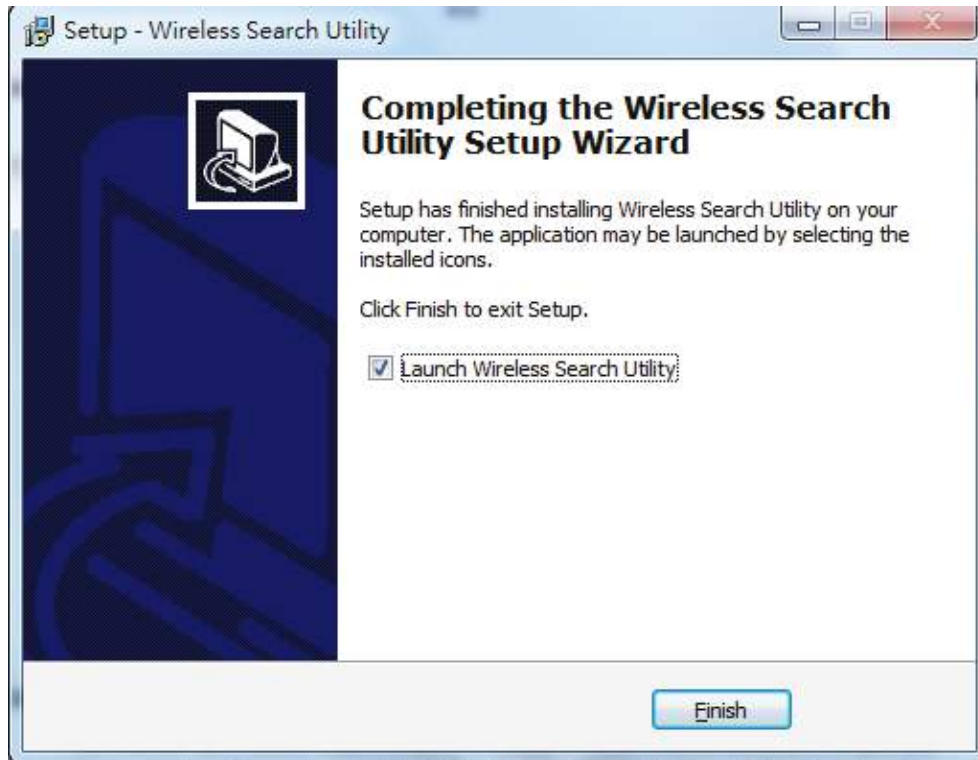 Setup - Wireless Search Utility
Completing the Wireless Search
Utility Setup Wizard
Setup has finished installing Wireless Search Utility on your
computer. The application may be launched by selecting the
installed icons.
Click Finish to exit Setup.
Launch Wireless Search Utility
Finish